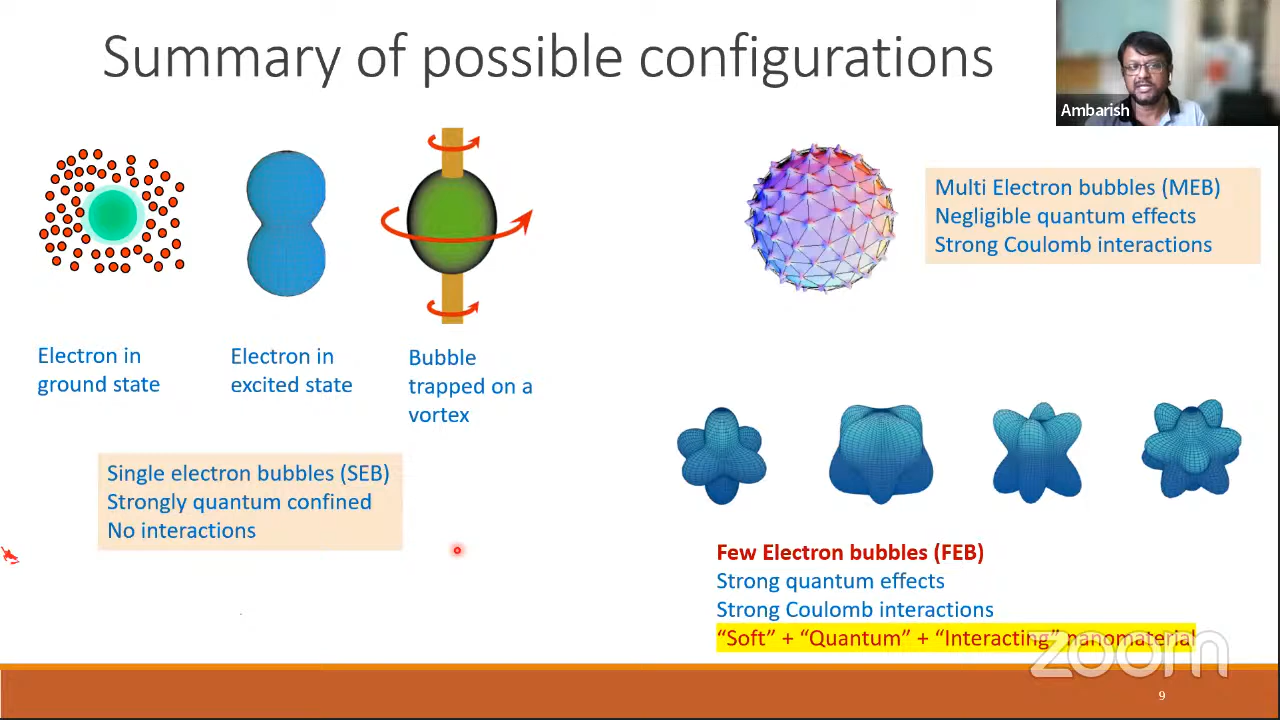 Summary of possible configurations
Ambarish
Electron in
ground state
Electron in
excited state
Bubble
trapped on a
vortex
Single electron bubbles (SEB)
Strongly quantum confined
No interactions
Multi Electron bubbles (MEB)
Negligible quantum effects
Strong Coulomb interactions
Few Electron bubbles (FEB)
Strong quantum effects
Strong Coulomb interactions
“Soft” + “Quantum” + “Interacting” nanomaterial
zoom
9